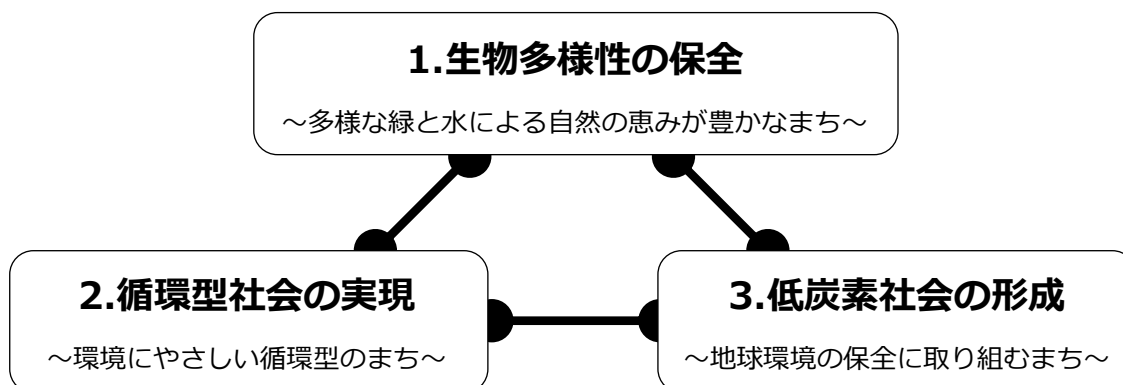 1.生物多様性の保全
～多様な緑と水による自然の恵みが豊かなまち～
2.循環型社会の実現
～環境にやさしい循環型のまち～
3.低炭素社会の形成
～地球環境の保全に取り組むまち～